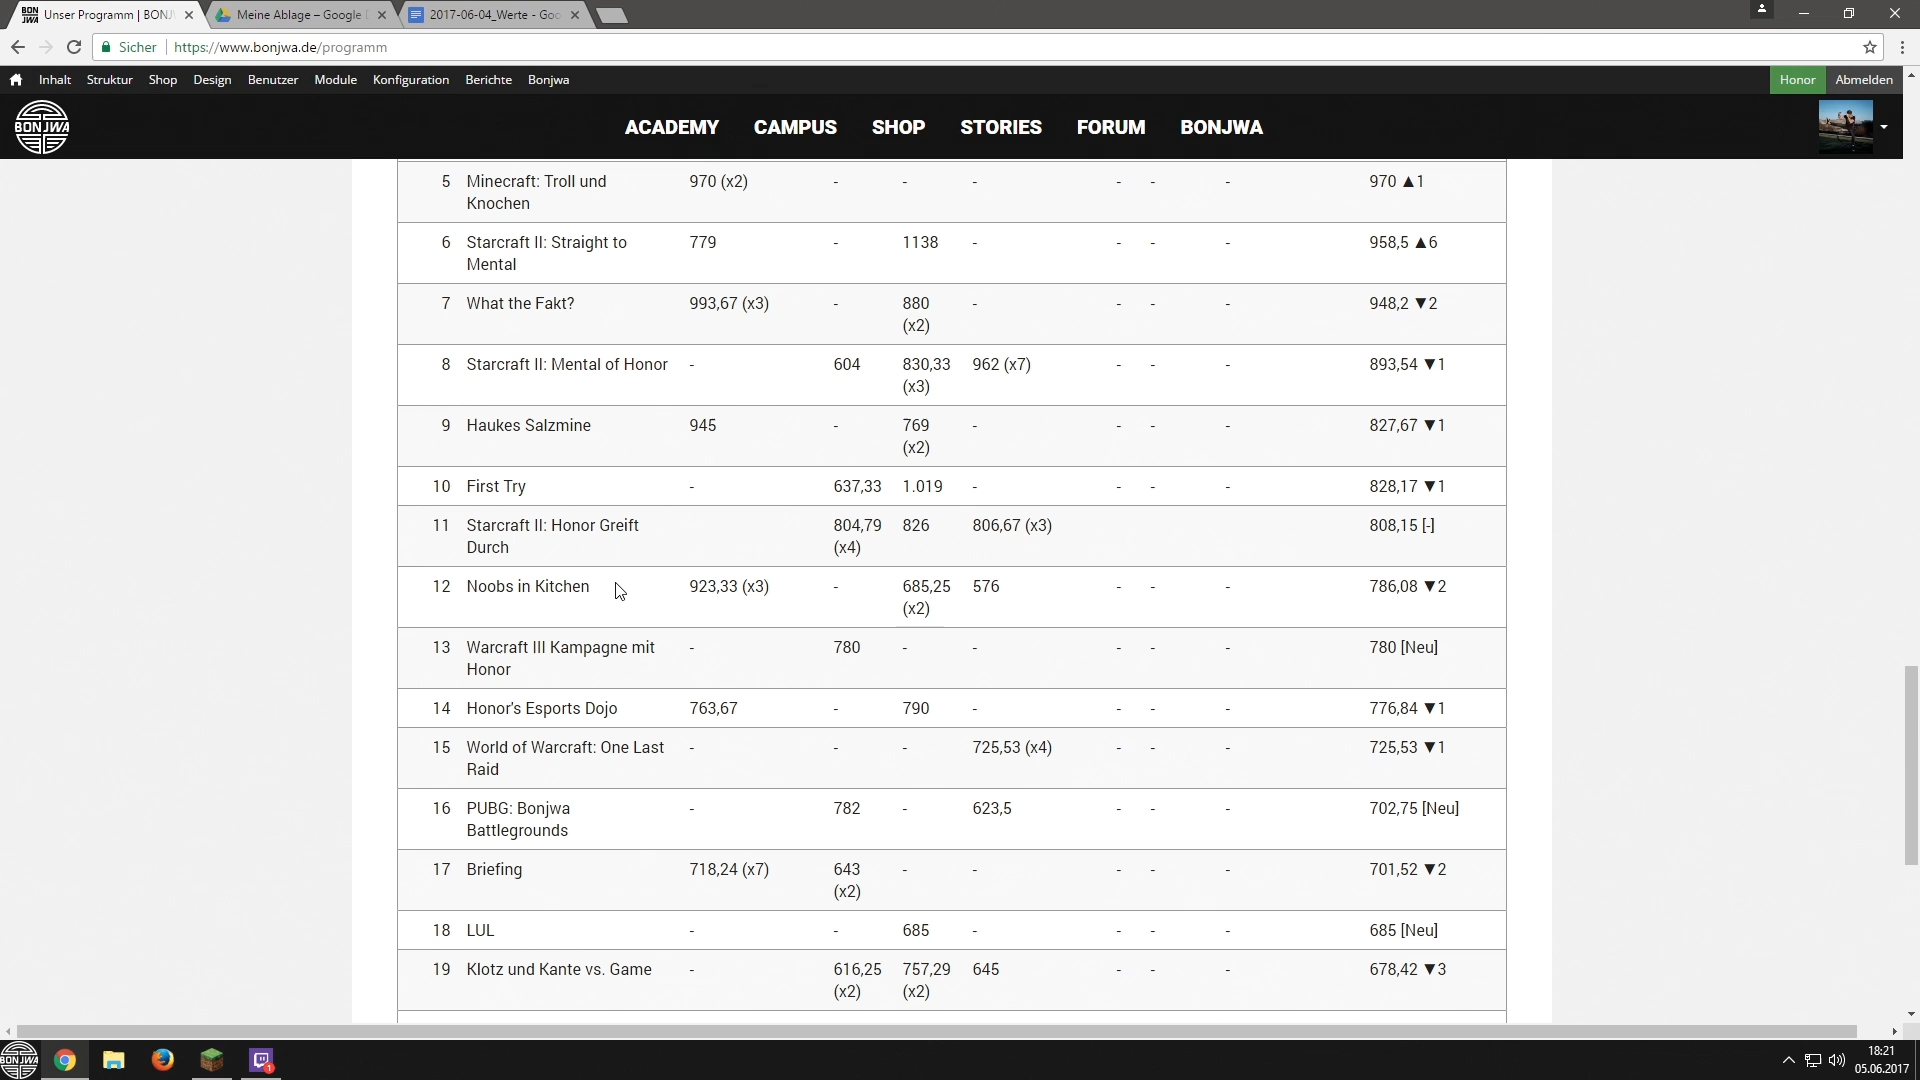 Unser Programm | BONJ
Meine Ablage – Google
2017-06-04_Werte - Goo
Sicher | https://www.bonjwa.de/programm
Inhalt Struktur Shop Design Benutzer Module Konfiguration Berichte Bonjwa Honor Abmelden
BONJWA ACADEMY CAMPUS SHOP STORIES FORUM BONJWA
5 Minecraft: Troll und 970 (x2) - - - - - - 970 ▲1
Knochen
6 Starcraft II: Straight to 779 - 1138 - - - - 958,5 ▲6
Mental
7 What the Fakt? 993,67 (x3) - 880 - - - - 948,2 ▼2
(x2)
8 Starcraft II: Mental of Honor - 604 830,33 962 (x7) - - - 893,54 ▼1
(x3)
9 Haukes Salzmine 945 - 769 - - - - 827,67 ▼1
(x2)
10 First Try - 637,33 1.019 - - - - 828,17 ▼1
11 Starcraft II: Honor Greift 804,79 826 806,67 (x3) 808,15 [-]
Durch (x4)
12 Noobs in Kitchen 923,33 (x3) - 685,25 576 - - - 786,08 ▼2
(x2)
13 Warcraft III Kampagne mit - 780 - - - - - 780 [Neu]
Honor
14 Honor's Esports Dojo 763,67 - 790 - - - - 776,84 ▼1
15 World of Warcraft: One Last - - - 725,53 (x4) - - - 725,53 ▼1
Raid
16 PUBG: Bonjwa - 782 - 623,5 - - - 702,75 [Neu]
Battlegrounds
17 Briefing 718,24 (x7) 643 - - - - - 701,52 ▼2
(x2)
18 LUL - - 685 - - - - 685 [Neu]
19 Klotz und Kante vs. Game - 616,25 757,29 645 - - - 678,42 ▼3
(x2) (x2)
BONJWA 1 18:21
05.06.2017